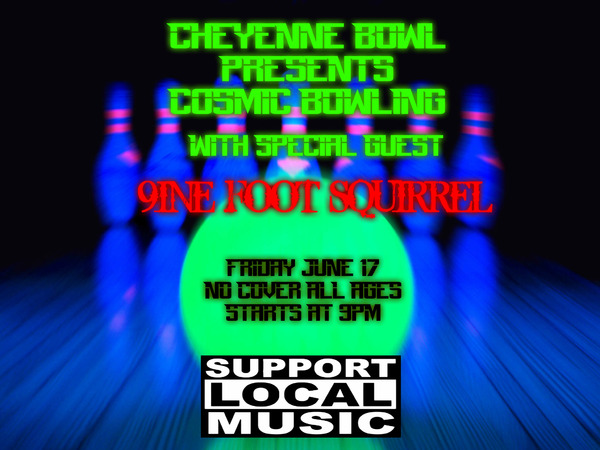 CHEYENNE BOWL
PRESENTS
COSMIC BOWLING
WITH SPECIAL GUEST
9INE FOOT SQUIRREL
FRIDAY JUNE 17
NO COVER ALL AGES
STARTS AT 9PM
SUPPORT
LOCAL
MUSIC